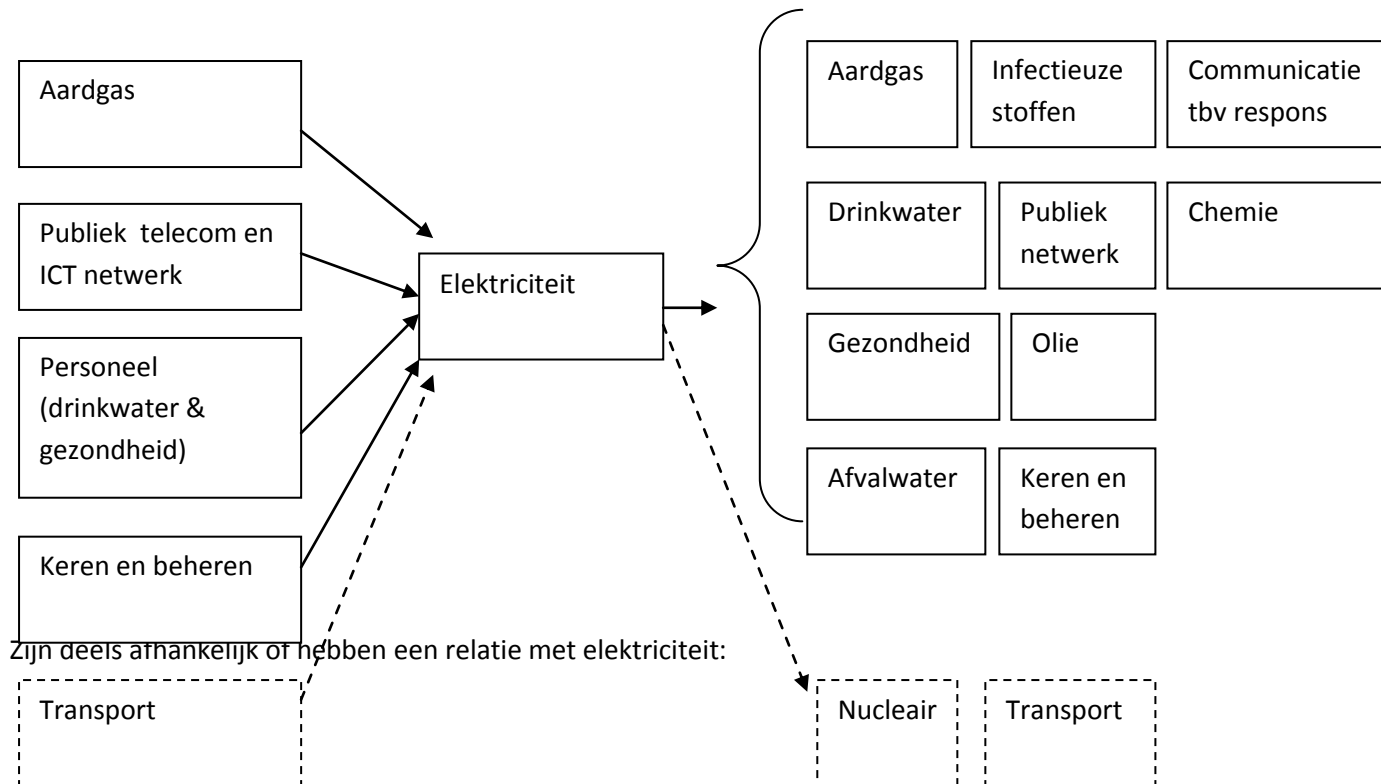 Aardgas
Publiek  telecom en
ICT netwerk
Personeel
(drinkwater &
gezondheid)
Keren en beheren
Elektriciteit
Aardgas
Infectieuze
stoffen
Communicatie
tbv respons
Drinkwater
Publiek
netwerk
Chemie
Gezondheid
Olie
Afvalwater
Keren en
beheren
Zijn deels afhankelijk of hebben een relatie met elektriciteit:
Transport
Nucleair
Transport